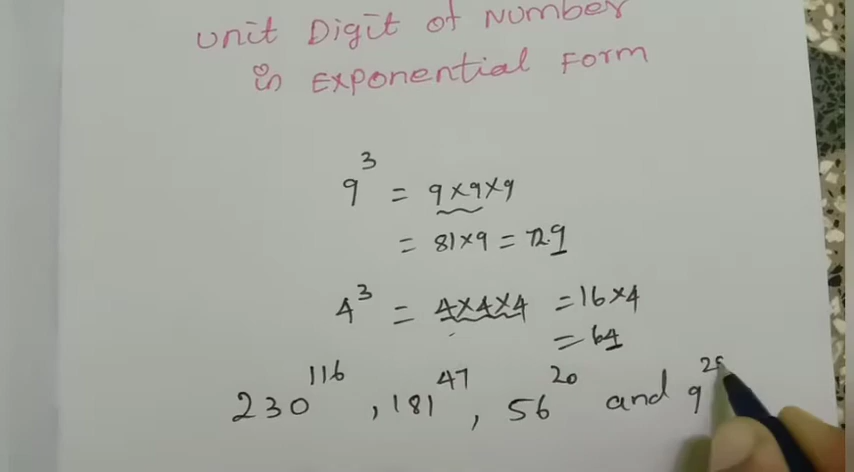 Unit Digit of Number
in Exponential Form
9³ = 9×9×9
= 81×9 = 729
4³ = 4×4×4 = 16×4
= 64
230¹¹⁶, 181⁴⁷, 56²⁰ and 9